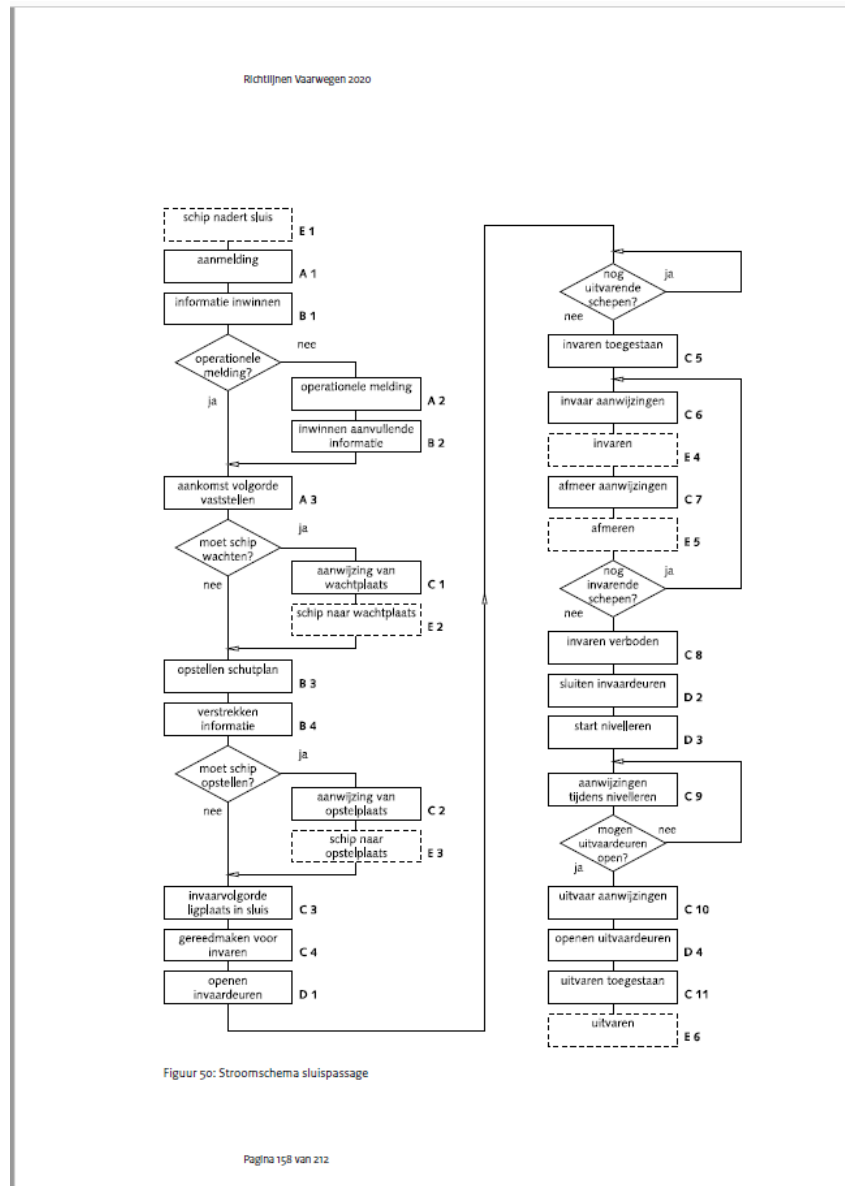 Richtlijnen Vaarwegen 2020
schip nadert sluis
E 1
aanmelding
A 1
informatie inwinnen
B 1
nee
operationele
melding?
ja
operationele melding
A 2
inwinnen aanvullende
informatie
B 2
aankomst volgorde
vaststellen
A 3
ja
moet schip
wachten?
nee
aanwijzing van
wachtplaats
C 1
schip naar wachtplaats
E 2
opstellen schutplan
B 3
verstrekken
informatie
B 4
ja
moet schip
opstellen?
nee
aanwijzing van
opstelplaats
C 2
schip naar
opstelplaats
E 3
invaarvolgorde
ligplaats in sluis
C 3
gereedmaken voor
invaren
C 4
openen
invaardeuren
D 1
nog
uitvarende
schepen?
ja
nee
invaren toegestaan
C 5
invaar aanwijzingen
C 6
invaren
E 4
afmeer aanwijzingen
C 7
afmeren
E 5
nog
invarende
schepen?
ja
nee
invaren verboden
C 8
sluiten invaardeuren
D 2
start nivelleren
D 3
aanwijzingen
tijdens nivelleren
C 9
mogen
uitvaardeuren
open?
nee
ja
uitvaar aanwijzingen
C 10
openen uitvaardeuren
D 4
uitvaren toegestaan
C 11
uitvaren
E 6
Figuur 50: Stroomschema sluispassage
Pagina 158 van 212